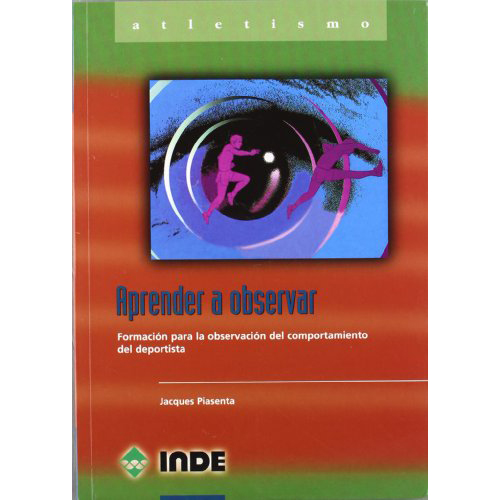 atletismo
Aprender a observar
Formación para la observación del comportamiento
del deportista
Jacques Piasenta
INDE